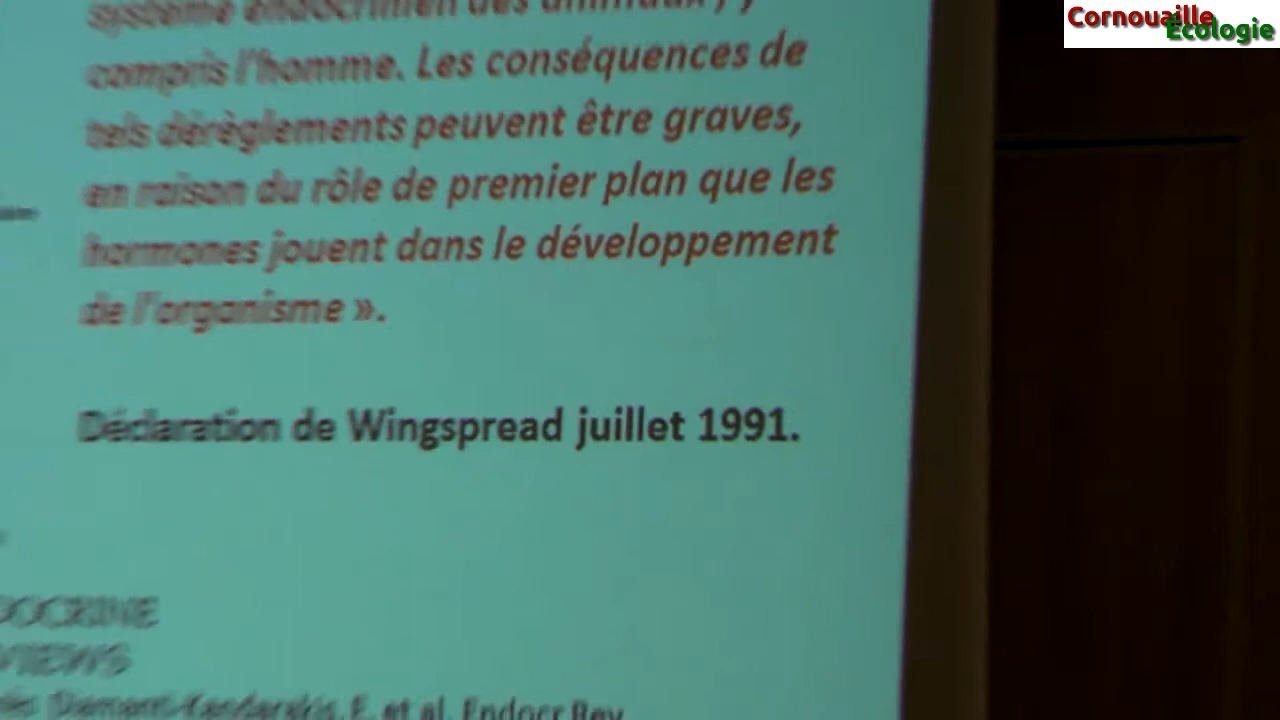 Cornouaille
Écologie
système endocrinien des animaux, y
compris l'homme. Les conséquences de
tels dérèglements peuvent être graves,
en raison du rôle de premier plan que les
hormones jouent dans le développement
de l'organisme ».
Déclaration de Wingspread juillet 1991.
DOCRINE
VIEWS
E. et al. Endocr Rev